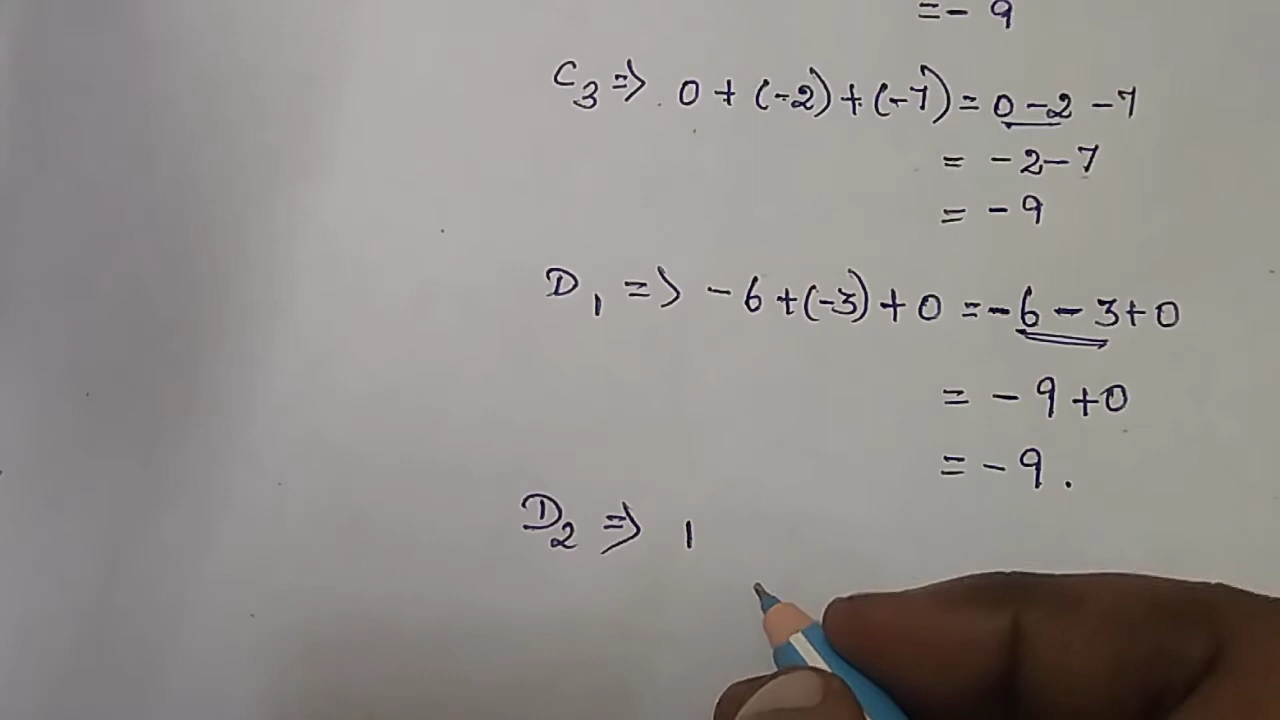 = - 9
C3 => 0 + (-2) + (-7) = 0 - 2 - 7
= - 2 - 7
= - 9
D1 => - 6 + (-3) + 0 = - 6 - 3 + 0
= - 9 + 0
= - 9 .
D2 => 1